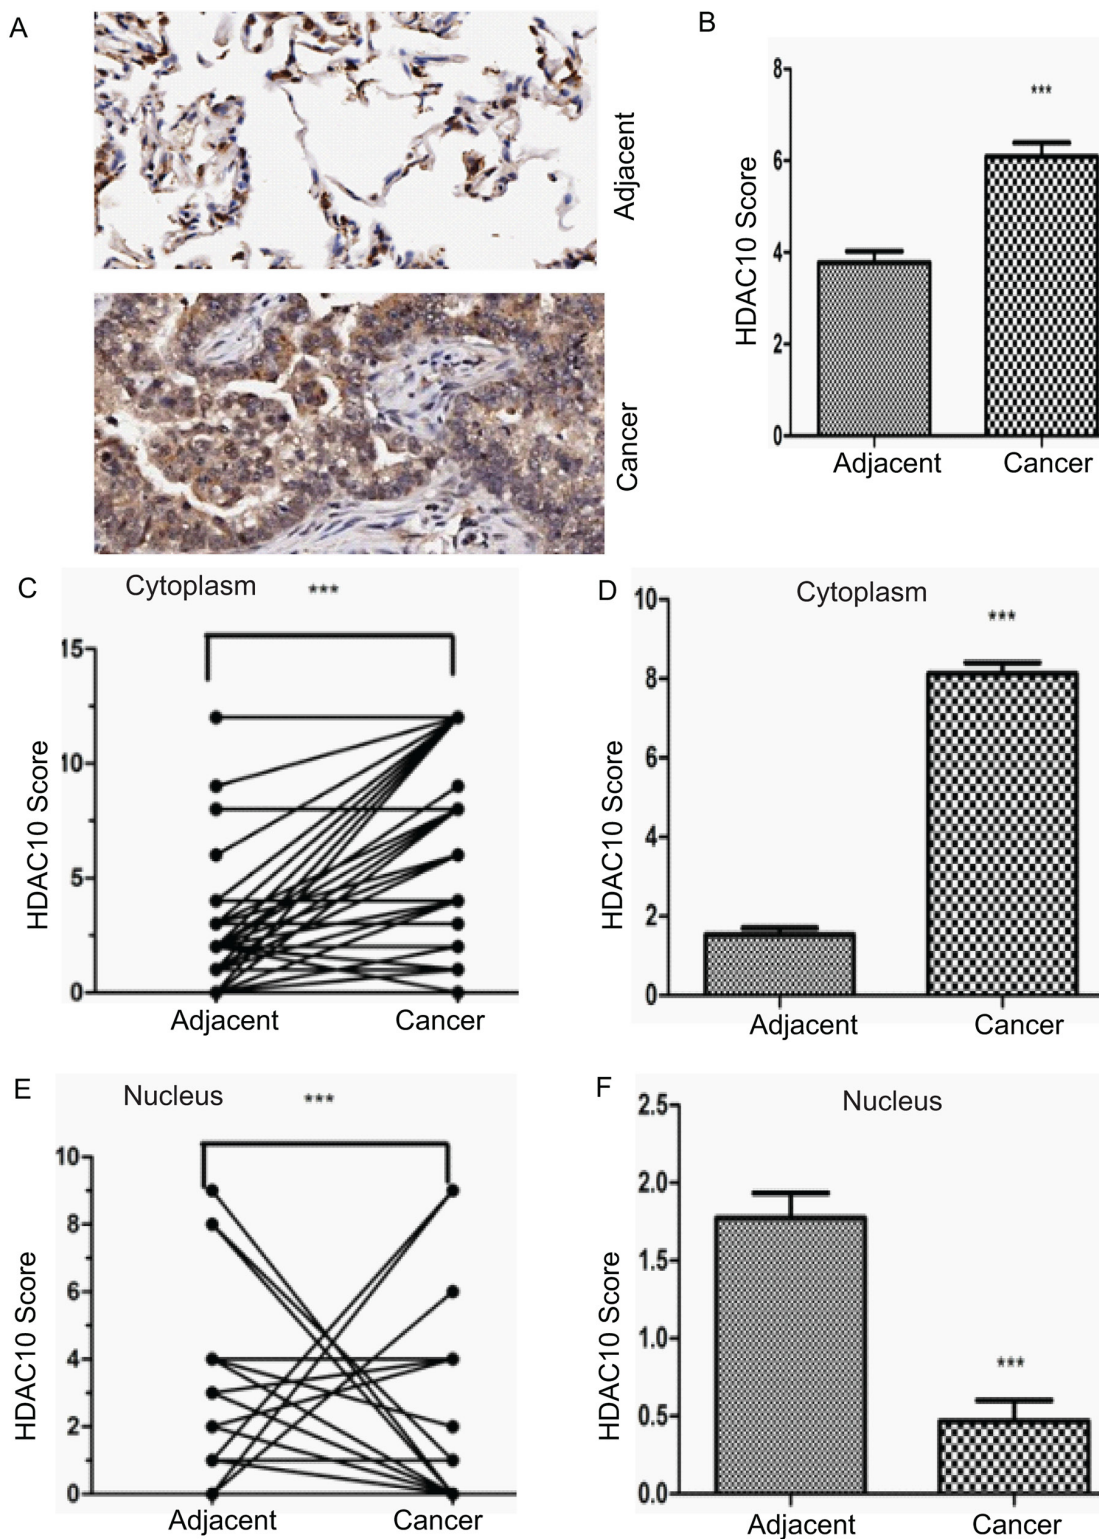 A
Adjacent
Cancer
B
HDAC10 Score
8
6
4
2
0
***
Adjacent
Cancer
C
Cytoplasm
***
HDAC10 Score
15
10
5
0
Adjacent
Cancer
D
Cytoplasm
***
HDAC10 Score
10
8
6
4
2
0
Adjacent
Cancer
E
Nucleus
***
HDAC10 Score
10
8
6
4
2
0
Adjacent
Cancer
F
Nucleus
***
HDAC10 Score
2.5
2.0
1.5
1.0
0.5
0.0
Adjacent
Cancer